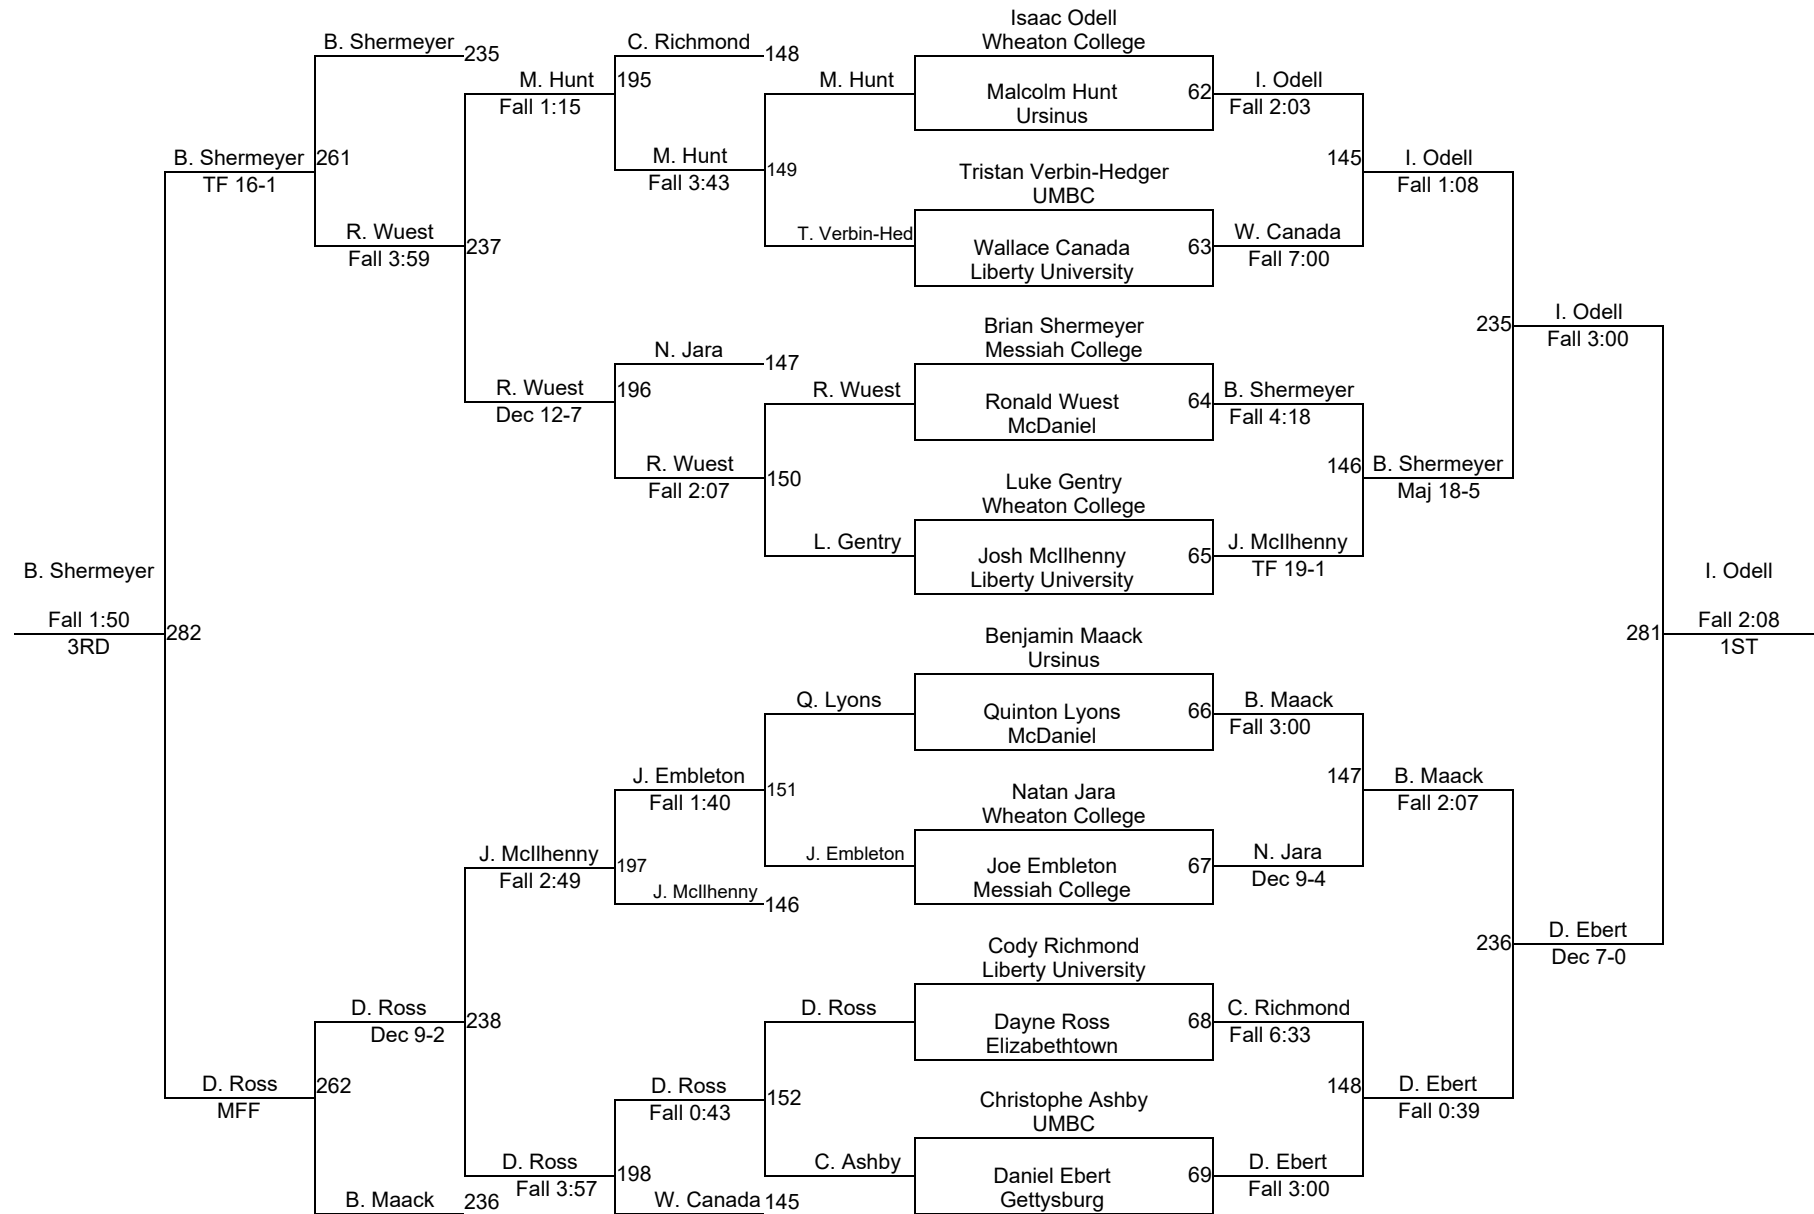 Isaac Odell
B. Shermeyer 235 C. Richmond 148 Wheaton College
M. Hunt 195 M. Hunt Malcolm Hunt 62 I. Odell
Fall 1:15 Ursinus Fall 2:03
B. Shermeyer 261 M. Hunt 149 Tristan Verbin-Hedger 145 I. Odell
TF 16-1 Fall 3:43 UMBC Fall 1:08
R. Wuest 237 T. Verbin-Hed Wallace Canada 63 W. Canada
Fall 3:59 Liberty University Fall 7:00
Brian Shermeyer 235 I. Odell
N. Jara 147 Messiah College Fall 3:00
R. Wuest 196 R. Wuest Ronald Wuest 64 B. Shermeyer
Dec 12-7 McDaniel Fall 4:18
R. Wuest 150 Luke Gentry 146 B. Shermeyer
Fall 2:07 Wheaton College Maj 18-5
L. Gentry Josh McIlhenny 65 J. McIlhenny
B. Shermeyer Liberty University TF 19-1 I. Odell
Fall 1:50 282 Benjamin Maack 281 Fall 2:08
3RD Ursinus 1ST
Q. Lyons Quinton Lyons 66 B. Maack
McDaniel Fall 3:00
J. Embleton 151 Natan Jara 147 B. Maack
Fall 1:40 Wheaton College Fall 2:07
J. McIlhenny 197 J. Embleton Joe Embleton 67 N. Jara
Fall 2:49 J. McIlhenny 146 Messiah College Dec 9-4
Cody Richmond 236 D. Ebert
Liberty University Dec 7-0
D. Ross 238 D. Ross Dayne Ross 68 C. Richmond
Dec 9-2 Elizabethtown Fall 6:33
D. Ross 262 D. Ross 152 Christophe Ashby 148 D. Ebert
MFF Fall 0:43 UMBC Fall 0:39
D. Ross 198 C. Ashby Daniel Ebert 69 D. Ebert
B. Maack 236 Fall 3:57 W. Canada 145 Gettysburg Fall 3:00